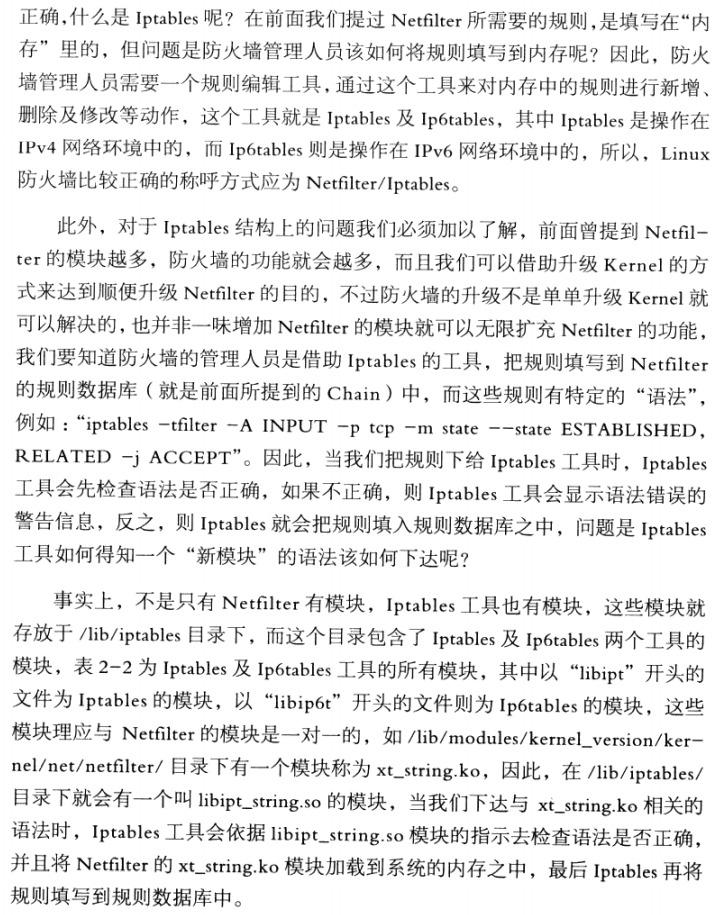 正确,什么是 Iptables 呢？在前面我们提过 Netfilter 所需要的规则,是填写在“内
存”里的，但问题是防火墙管理人员该如何将规则填写到内存呢？因此，防火
墙管理人员需要一个规则编辑工具，通过这个工具来对内存中的规则进行新增、
删除及修改等动作，这个工具就是 Iptables 及 Ip6tables，其中 Iptables 是操作在
IPv4 网络环境中的，而 Ip6tables 则是操作在 IPv6 网络环境中的，所以，Linux
防火墙比较正确的称呼方式应为 Netfilter/Iptables。
此外，对于 Iptables 结构上的问题我们必须加以了解，前面曾提到 Netfil-
ter 的模块越多，防火墙的功能就会越多，而且我们可以借助升级 Kernel 的方
式来达到顺便升级 Netfilter 的目的，不过防火墙的升级不是单单升级 Kernel 就
可以解决的，也并非一味增加 Netfilter 的模块就可以无限扩充 Netfilter 的功能，
我们要知道防火墙的管理人员是借助 Iptables 的工具，把规则填写到 Netfilter
的规则数据库（就是前面所提到的 Chain）中，而这些规则有特定的“语法”，
例如：“iptables -tfilter -A INPUT -p tcp -m state --state ESTABLISHED,
RELATED -j ACCEPT”。因此，当我们把规则下给 Iptables 工具时，Iptables
工具会先检查语法是否正确，如果不正确，则 Iptables 工具会显示语法错误的
警告信息，反之，则 Iptables 就会把规则填入规则数据库之中，问题是 Iptables
工具如何得知一个“新模块”的语法该如何下达呢？
事实上，不是只有 Netfilter 有模块，Iptables 工具也有模块，这些模块就
存放于 /lib/iptables 目录下，而这个目录包含了 Iptables 及 Ip6tables 两个工具的
模块，表 2-2 为 Iptables 及 Ip6tables 工具的所有模块，其中以“libipt”开头的
文件为 Iptables 的模块，以“libip6t”开头的文件则为 Ip6tables 的模块，这些
模块理应与 Netfilter 的模块是一对一的，如 /lib/modules/kernel_version/ker-
nel/net/netfilter/ 目录下有一个模块称为 xt_string.ko，因此，在 /lib/iptables/
目录下就会有一个叫 libipt_string.so 的模块，当我们下达与 xt_string.ko 相关的
语法时，Iptables 工具会依据 libipt_string.so 模块的指示去检查语法是否正确，
并且将 Netfilter 的 xt_string.ko 模块加载到系统的内存之中，最后 Iptables 再将
规则填写到规则数据库中。